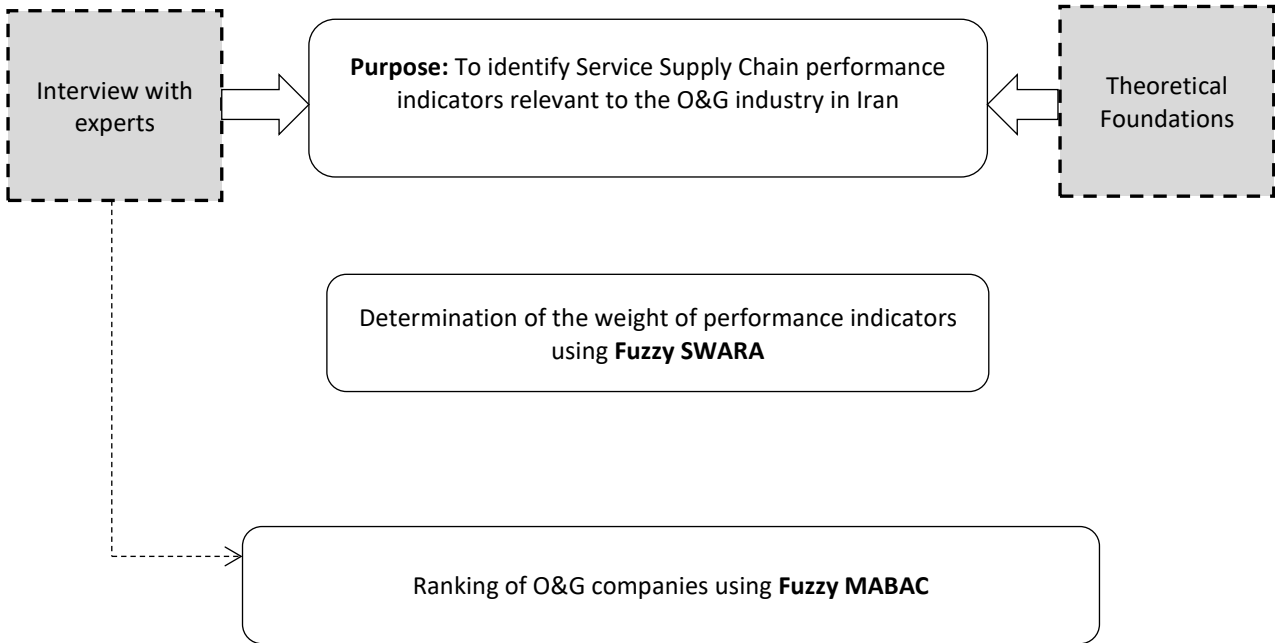 Interview with
experts
Purpose: To identify Service Supply Chain performance
indicators relevant to the O&G industry in Iran
Theoretical
Foundations
Determination of the weight of performance indicators
using Fuzzy SWARA
Ranking of O&G companies using Fuzzy MABAC